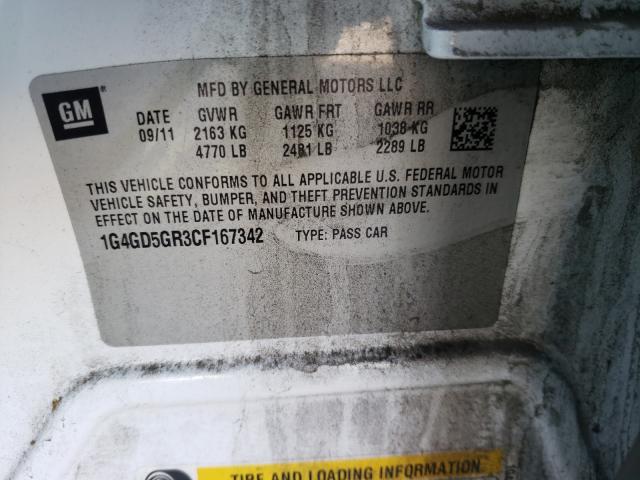 GM
MFD BY GENERAL MOTORS LLC
DATE GVWR GAWR FRT GAWR RR
09/11 2163 KG 1125 KG 1038 KG
4770 LB 2481 LB 2289 LB
THIS VEHICLE CONFORMS TO ALL APPLICABLE U.S. FEDERAL MOTOR
VEHICLE SAFETY, BUMPER, AND THEFT PREVENTION STANDARDS IN
EFFECT ON THE DATE OF MANUFACTURE SHOWN ABOVE.
1G4GD5GR3CF167342 TYPE: PASS CAR
TIRE AND LOADING INFORMATION